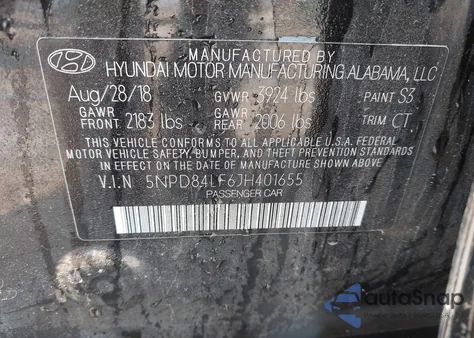 MANUFACTURED BY
HYUNDAI MOTOR MANUFACTURING ALABAMA, LLC
Aug/28/18 GVWR 3924 lbs PAINT S3
GAWR FRONT 2183 lbs GAWR REAR 2006 lbs TRIM CT
THIS VEHICLE CONFORMS TO ALL APPLICABLE U.S.A. FEDERAL
MOTOR VEHICLE SAFETY, BUMPER, AND THEFT PREVENTION STANDARDS
IN EFFECT ON THE DATE OF MANUFACTURE SHOWN ABOVE.
V.I.N 5NPD84LF6JH401655
PASSENGER CAR
AutoSnap